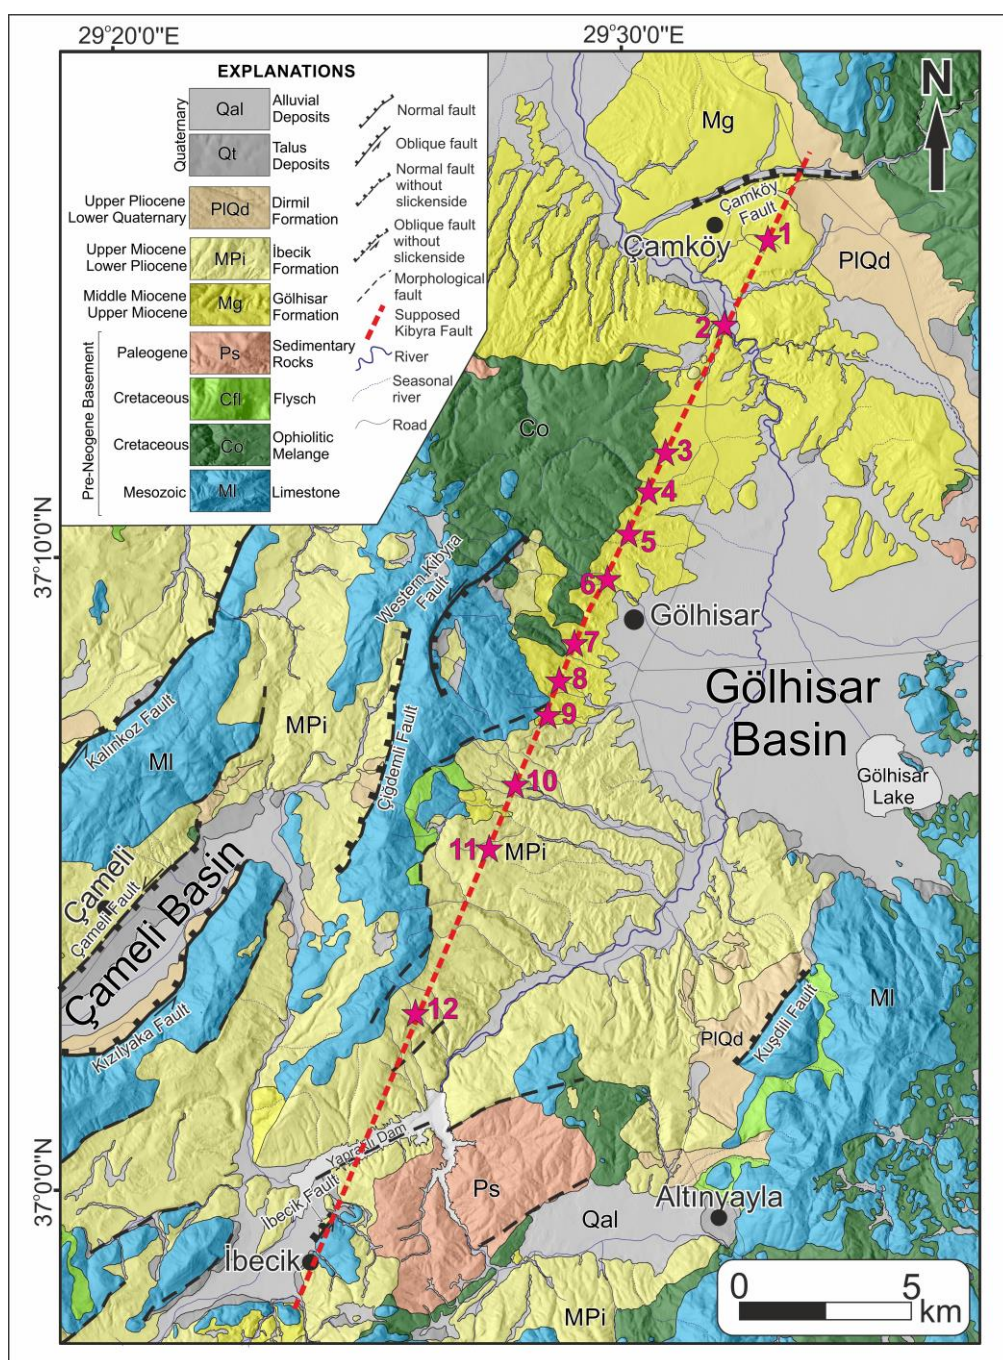 29°20'0"E
29°30'0"E
EXPLANATIONS
Quaternary
Qal
Alluvial
Deposits
Qt
Talus
Deposits
Upper Pliocene
Lower Quaternary
PlQd
Dirmil
Formation
Upper Miocene
Lower Pliocene
MPi
İbecik
Formation
Middle Miocene
Upper Miocene
Mg
Gölhisar
Formation
Pre-Neogene Basement
Paleogene
Ps
Sedimentary
Rocks
Cretaceous
Cfl
Flysch
Cretaceous
Co
Ophiolitic
Melange
Mesozoic
Ml
Limestone
Normal fault
Oblique fault
Normal fault
without
slickenside
Oblique fault
without
slickenside
Morphological
fault
Supposed
Kibyra Fault
River
Seasonal
river
Road
N
Mg
Çamköy
Fault
Çamköy
1
PlQd
2
Co
3
4
5
37°10'0"N
6
Western Kibyra
Fault
Gölhisar
7
8
9
Gölhisar
Basin
Kalınkoz Fault
MPi
Ml
Çiğdemli Fault
Gölhisar
Lake
10
11
MPi
Çameli
Çameli Fault
Çameli Basin
Kızılyaka Fault
12
Ml
Kuşdili Fault
PlQd
37°0'0"N
Yapraklı Dam
İbecik Fault
Ps
Altınyayla
Qal
İbecik
MPi
0
5
km